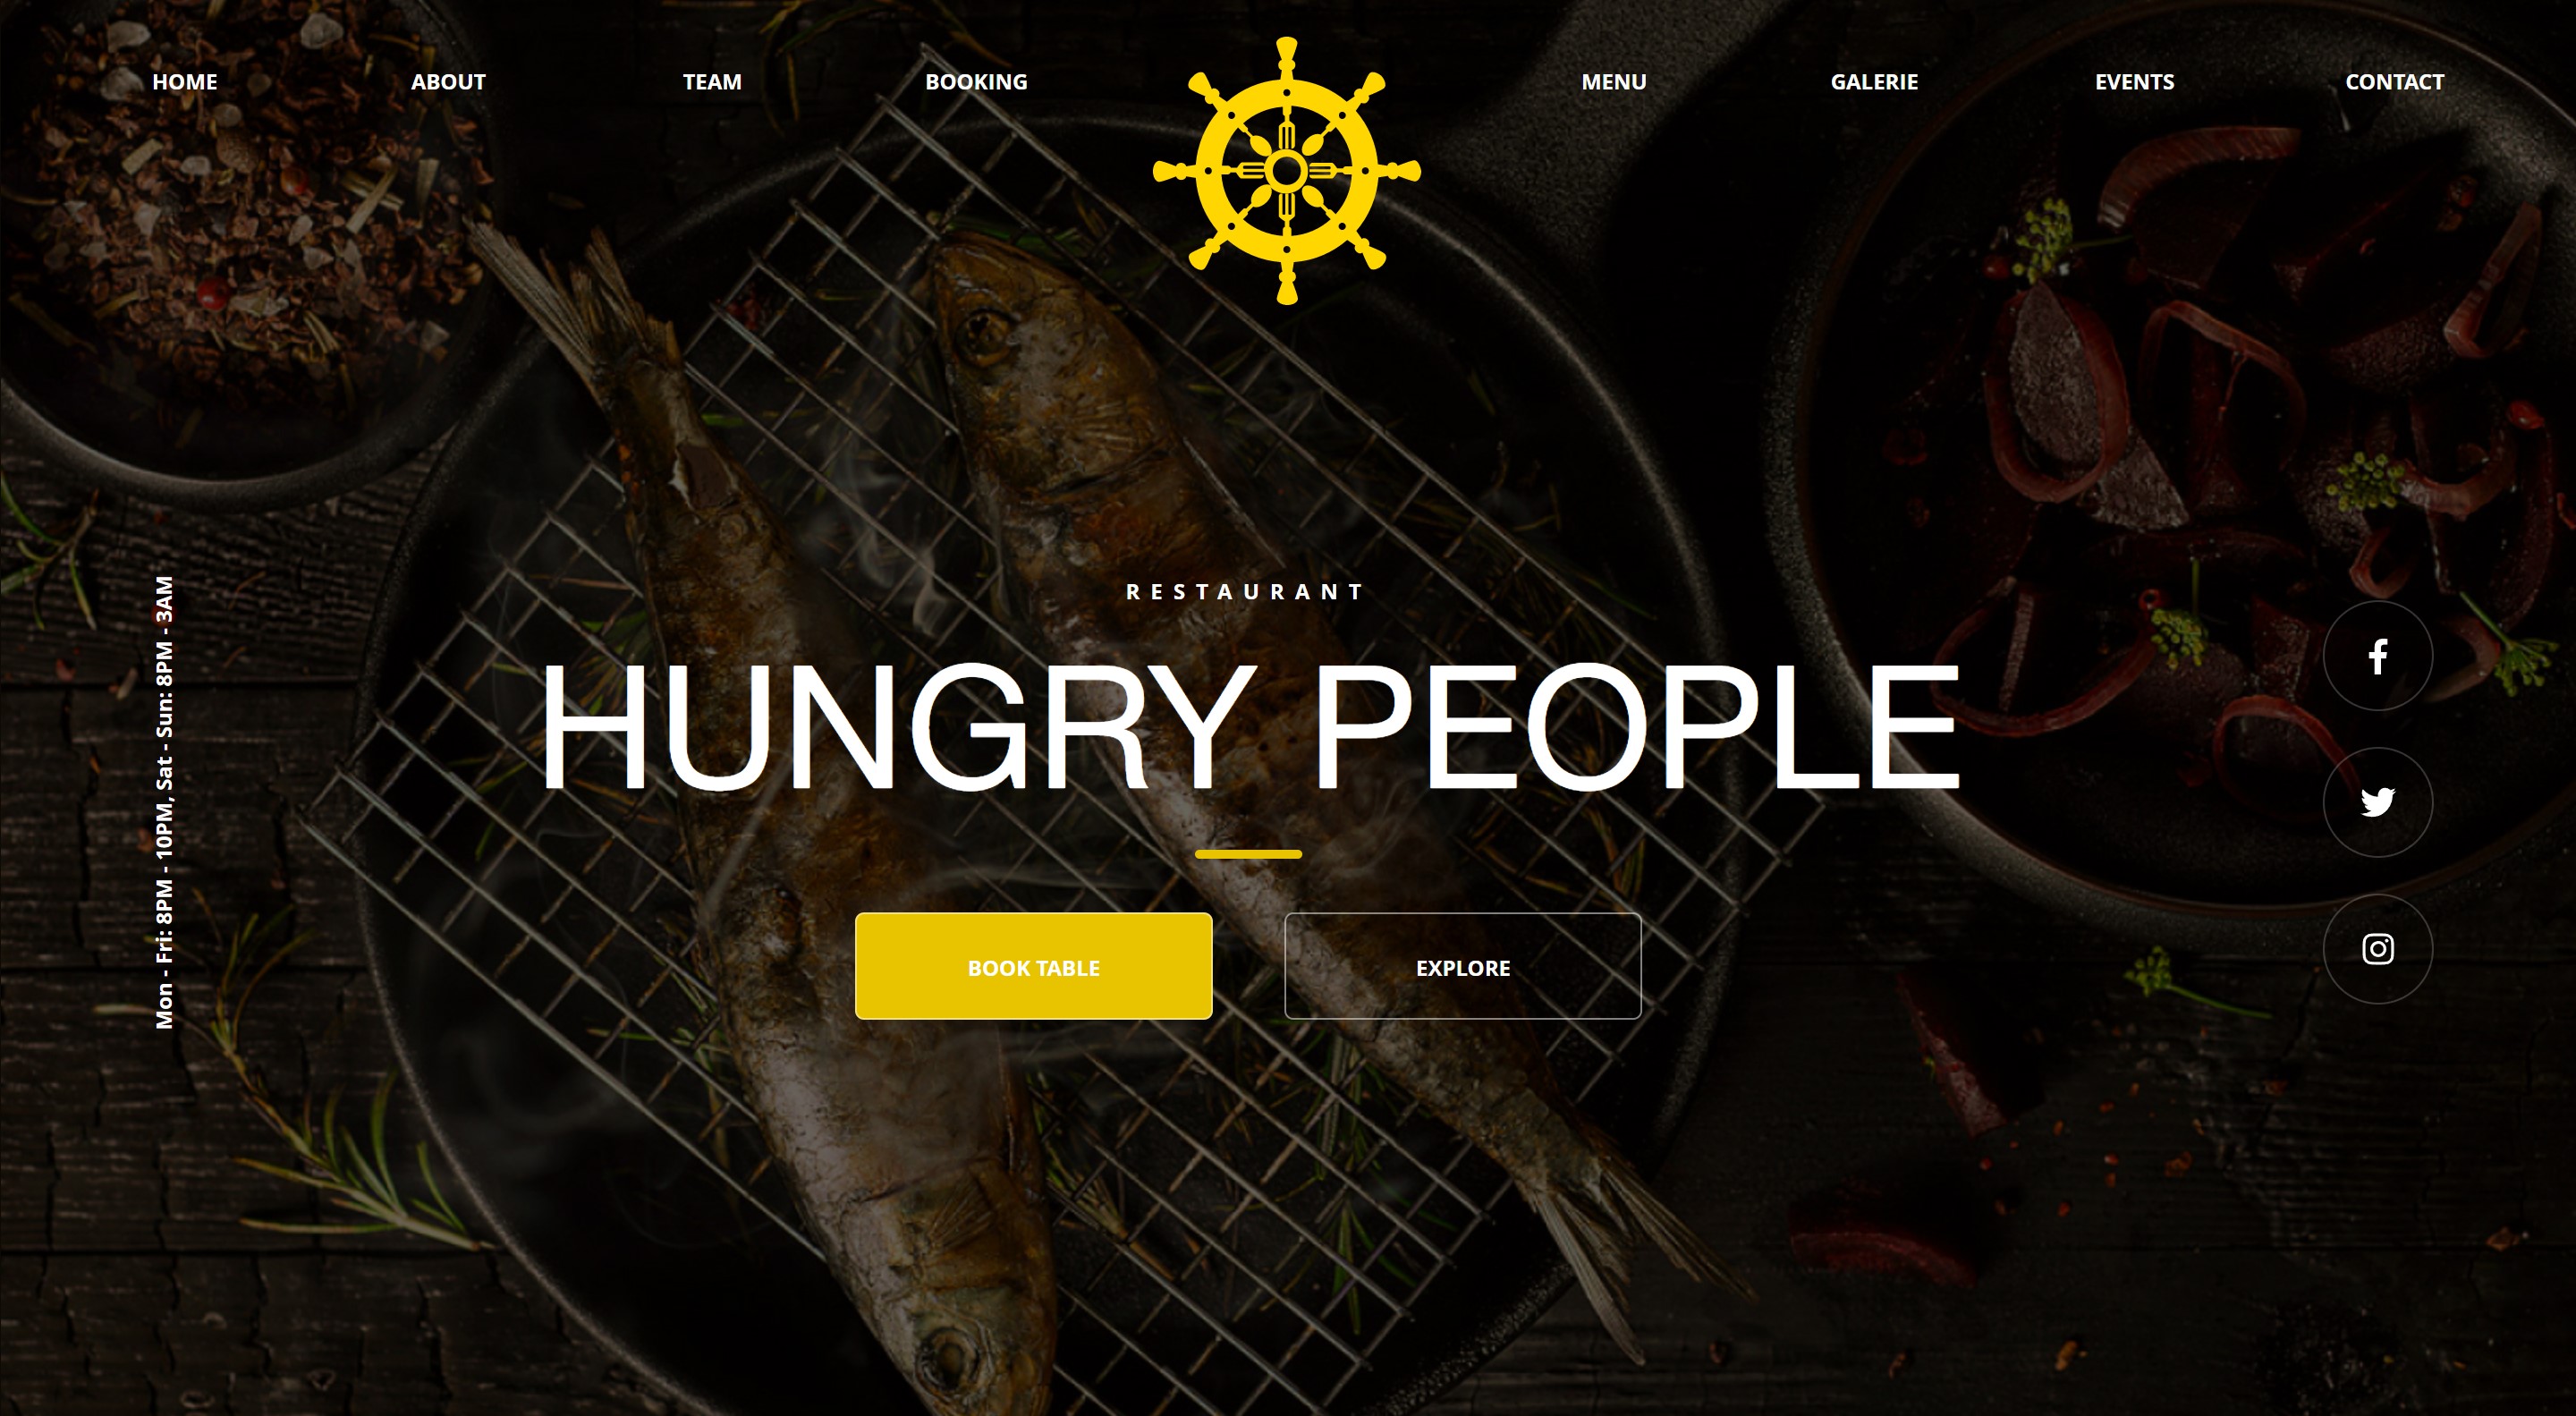 HOME ABOUT TEAM BOOKING MENU GALERIE EVENTS CONTACT
Mon - Fri: 8PM - 10PM, Sat - Sun: 8PM - 3AM
RESTAURANT
HUNGRY PEOPLE
BOOK TABLE EXPLORE